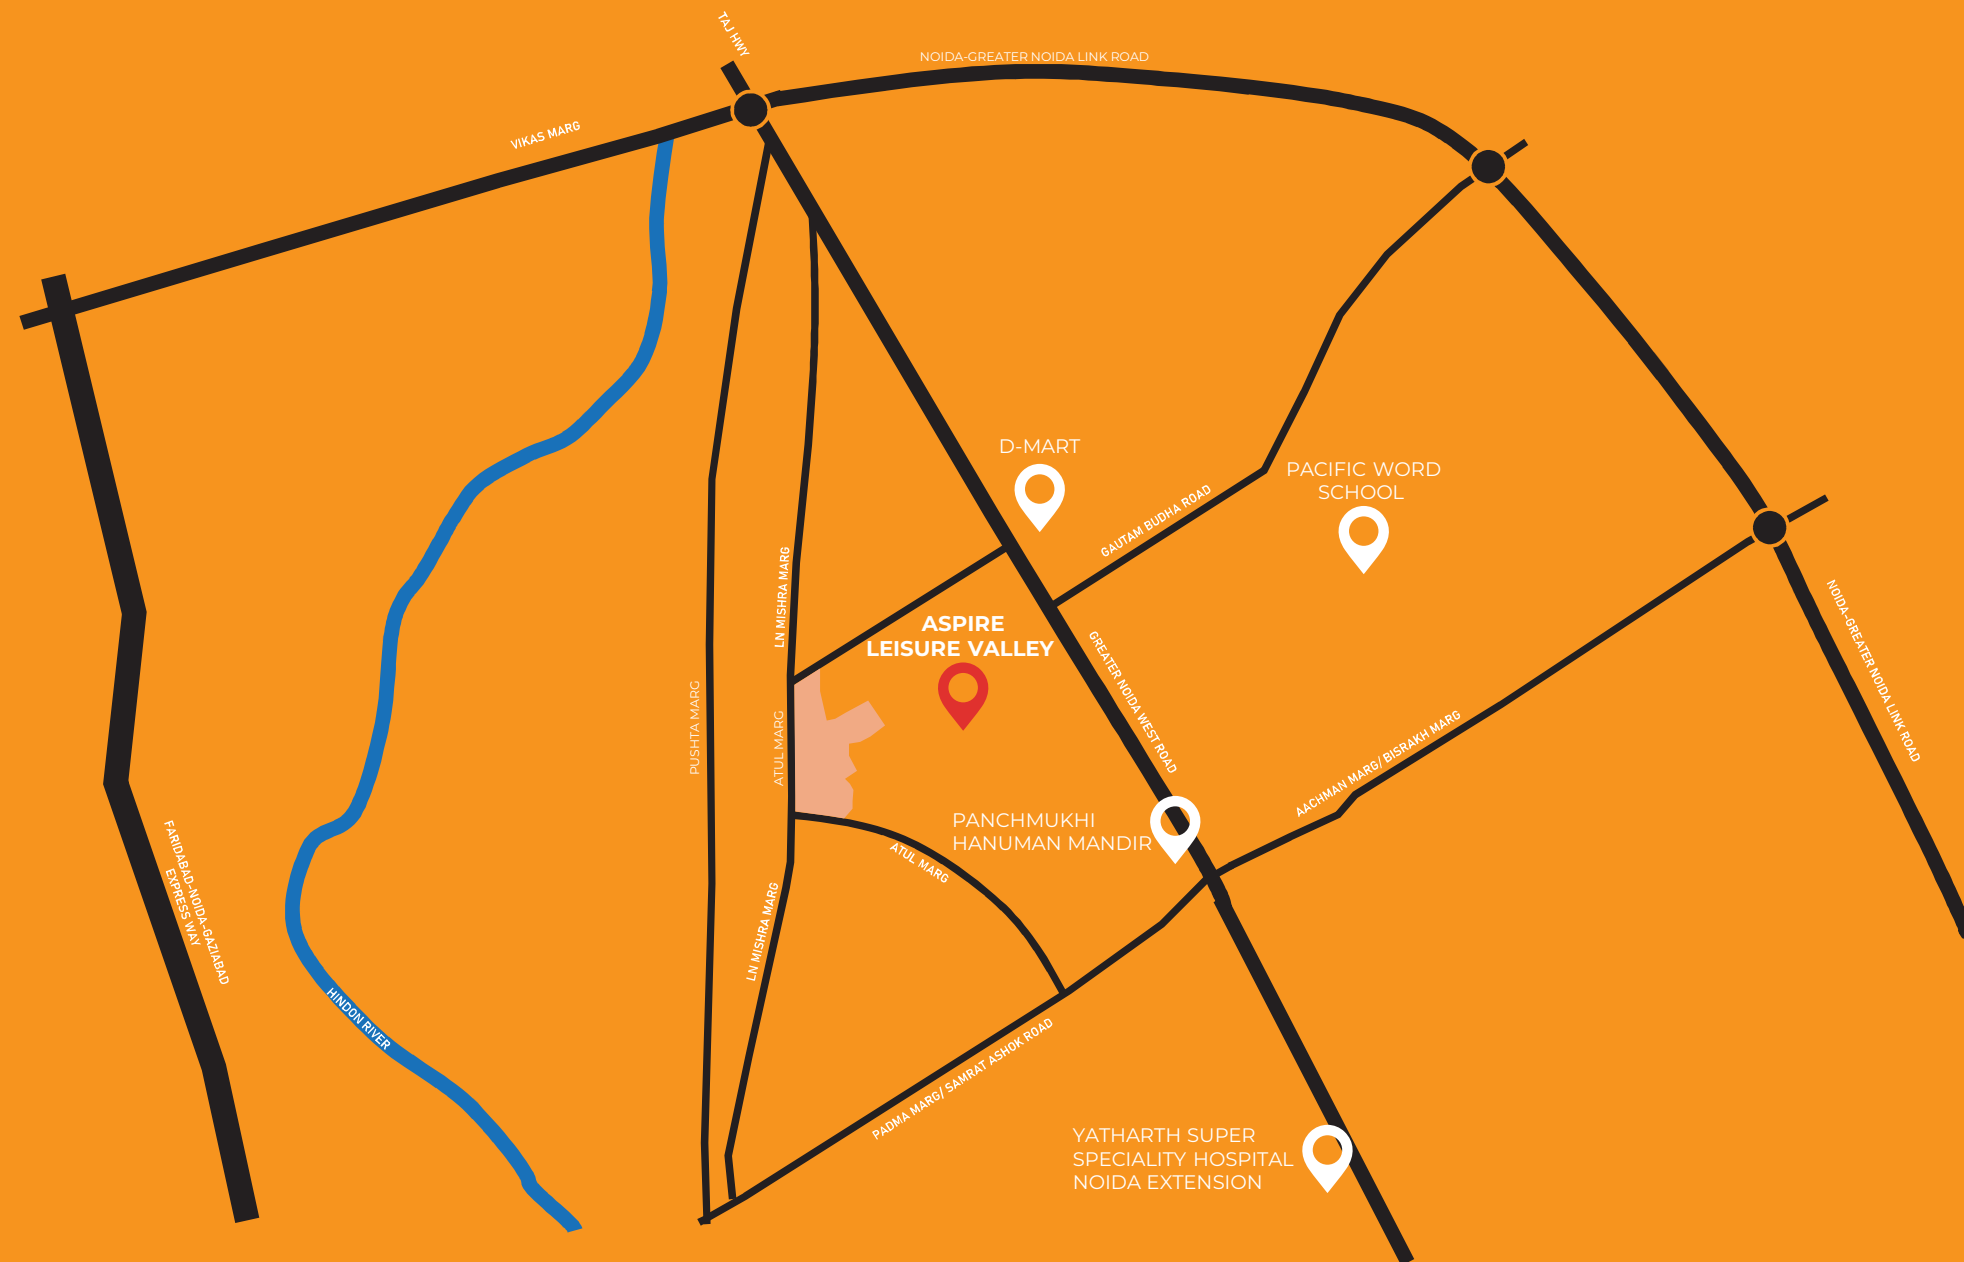 TAJ HWY
NOIDA-GREATER NOIDA LINK ROAD
VIKAS MARG
D-MART
PACIFIC WORD
SCHOOL
GAUTAM BUDHA ROAD
LN MISHRA MARG
ASPIRE
LEISURE VALLEY
GREATER NOIDA WEST ROAD
NOIDA-GREATER NOIDA LINK ROAD
PUSHTA MARG
ATUL MARG
AACHMAN MARG/ BISRAKH MARG
PANCHMUKHI
HANUMAN MANDIR
FARIDABAD-NOIDA-GAZIABAD
EXPRESS WAY
ATUL MARG
LN MISHRA MARG
HINDON RIVER
PADMA MARG/ SAMRAT ASHOK ROAD
YATHARTH SUPER
SPECIALITY HOSPITAL
NOIDA EXTENSION